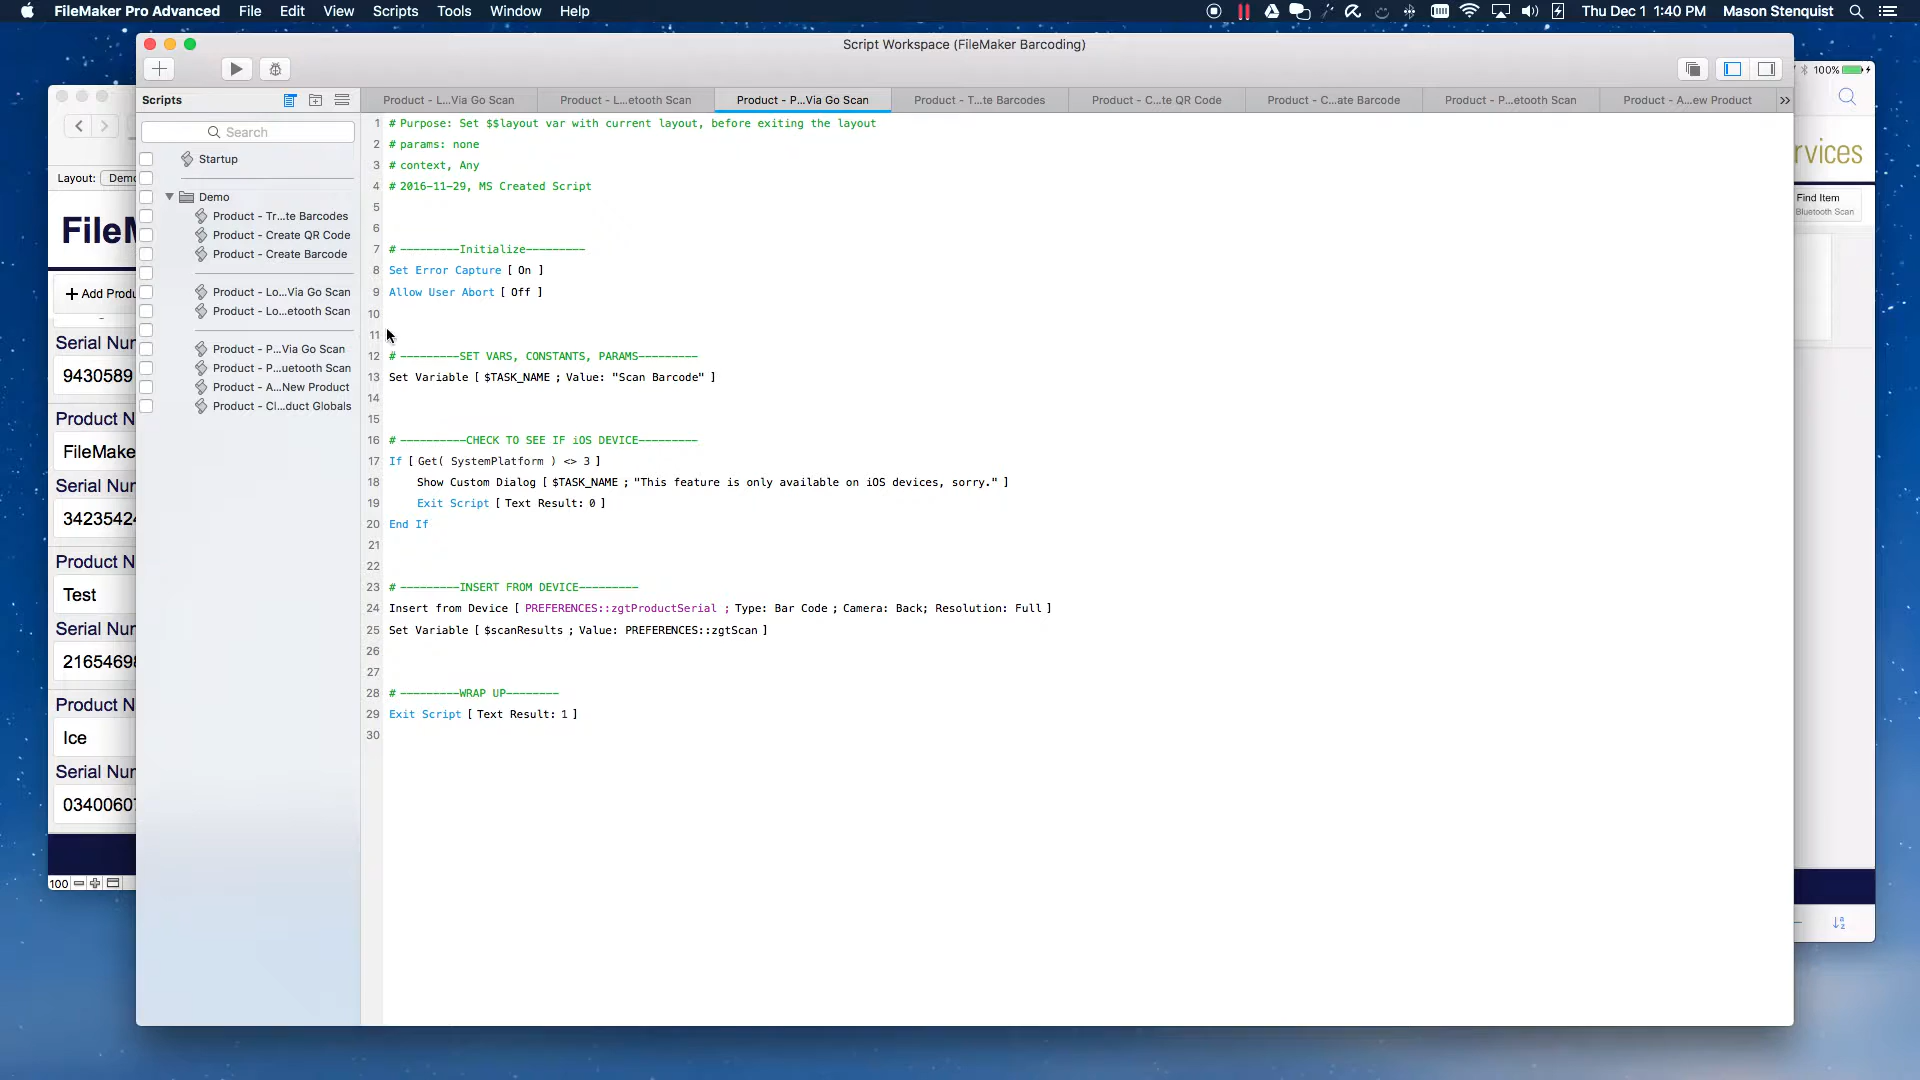 FileMaker Pro Advanced File Edit View Scripts Tools Window Help
Thu Dec 1 1:40 PM Mason Stenquist
Script Workspace (FileMaker Barcoding)
100%
Scripts
Search
Startup
Demo
Product - Tr...te Barcodes
Product - Create QR Code
Product - Create Barcode
Product - Lo...Via Go Scan
Product - Lo...etooth Scan
Product - P...Via Go Scan
Product - P...uetooth Scan
Product - A...New Product
Product - Cl...duct Globals
Product - L...Via Go Scan
Product - L...etooth Scan
Product - P...Via Go Scan
Product - T...te Barcodes
Product - C...te QR Code
Product - C...ate Barcode
Product - P...etooth Scan
Product - A...ew Product
1 # Purpose: Set $$layout var with current layout, before exiting the layout
2 # params: none
3 # context, Any
4 # 2016-11-29, MS Created Script
5
6
7 # ---------Initialize---------
8 Set Error Capture [ On ]
9 Allow User Abort [ Off ]
10
11
12 # ---------SET VARS, CONSTANTS, PARAMS---------
13 Set Variable [ $TASK_NAME ; Value: "Scan Barcode" ]
14
15
16 # ----------CHECK TO SEE IF iOS DEVICE---------
17 If [ Get( SystemPlatform ) <> 3 ]
18 Show Custom Dialog [ $TASK_NAME ; "This feature is only available on iOS devices, sorry." ]
19 Exit Script [ Text Result: 0 ]
20 End If
21
22
23 # ---------INSERT FROM DEVICE---------
24 Insert from Device [ PREFERENCES::zgtProductSerial ; Type: Bar Code ; Camera: Back; Resolution: Full ]
25 Set Variable [ $scanResults ; Value: PREFERENCES::zgtScan ]
26
27
28 # ---------WRAP UP--------
29 Exit Script [ Text Result: 1 ]
30
Layout: Demo
FileM
+ Add Produ
Serial Nur
9430589
Product N
FileMake
Serial Nur
3423542
Product N
Test
Serial Nur
2165469
Product N
Ice
Serial Nur
0340060
100
rvices
Find Item
Bluetooth Scan